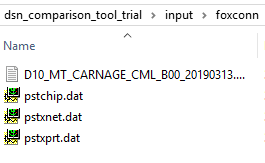 dsn_comparison_tool_trial > input > foxconn
Name
D10_MT_CARNAGE_CML_B00_20190313....
pstchip.dat
pstxnet.dat
pstxprt.dat